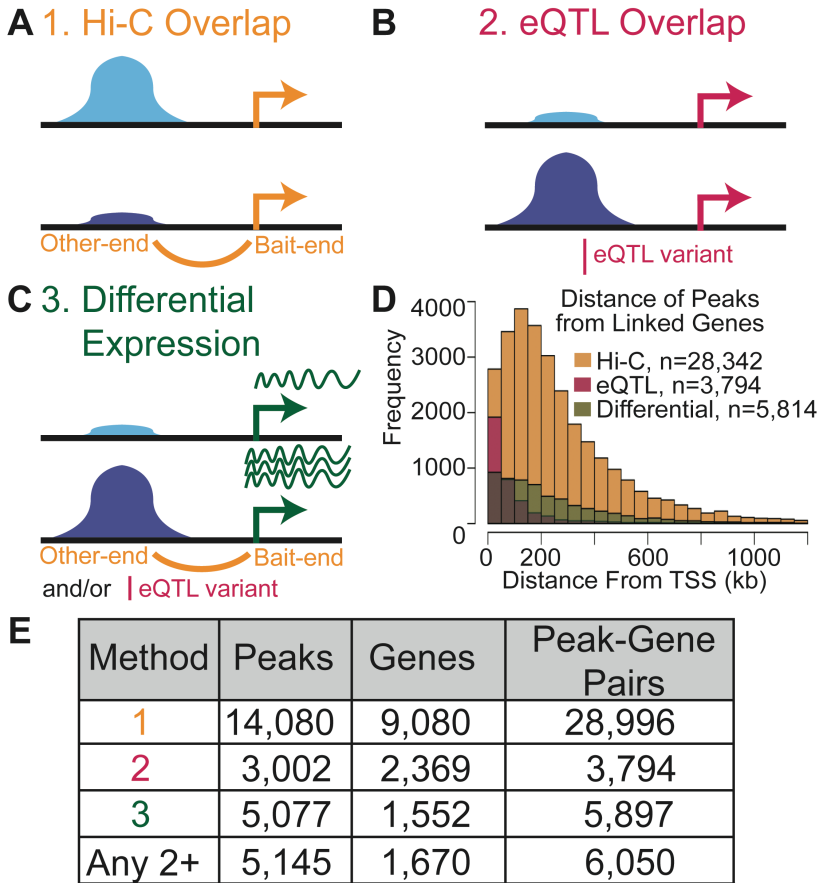 A 1. Hi-C Overlap
Other-end Bait-end
B 2. eQTL Overlap
eQTL variant
C 3. Differential
Expression
Other-end Bait-end
and/or eQTL variant
D
Distance of Peaks
from Linked Genes
Hi-C, n=28,342
eQTL, n=3,794
Differential, n=5,814
Frequency
4000
3000
2000
1000
0
0 200 600 1000
Distance From TSS (kb)
E
Method Peaks Genes Peak-Gene
Pairs
1 14,080 9,080 28,996
2 3,002 2,369 3,794
3 5,077 1,552 5,897
Any 2+ 5,145 1,670 6,050